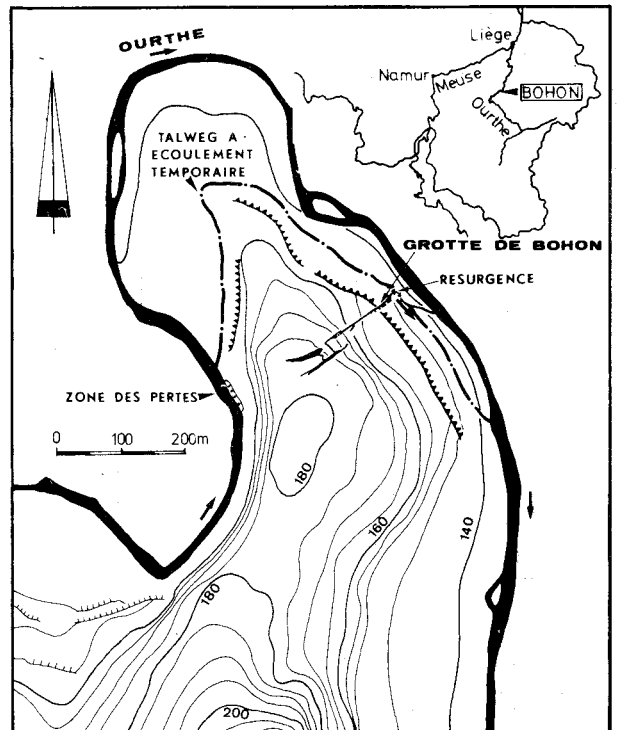 OURTHE
Liège
Namur
Meuse
BOHON
Ourthe
TALWEG A
ECOULEMENT
TEMPORAIRE
GROTTE DE BOHON
RESURGENCE
ZONE DES PERTES
0 100 200m
180
160
140
180
200